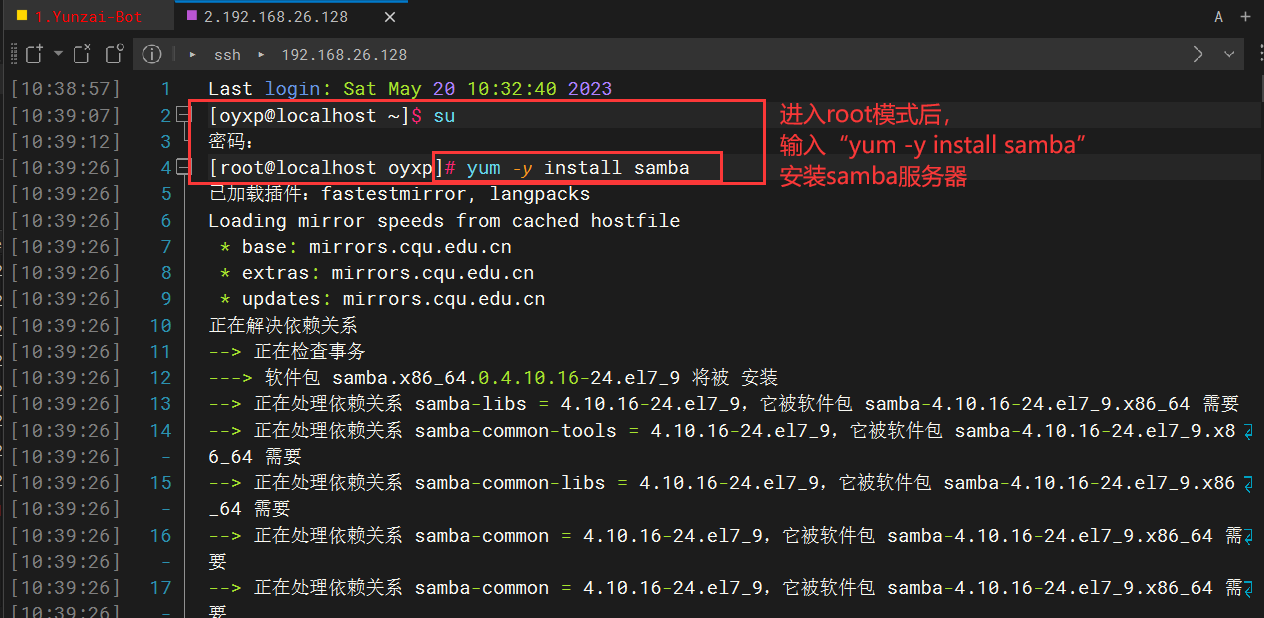 1.Yunzai-Bot
2.192.168.26.128
A
ssh 192.168.26.128
[10:38:57] 1 Last login: Sat May 20 10:32:40 2023
[10:39:07] 2 [oyxp@localhost ~]$ su
[10:39:12] 3 密码：
[10:39:26] 4 [root@localhost oyxp]# yum -y install samba
进入root模式后，
输入“yum -y install samba”
安装samba服务器
[10:39:26] 5 已加载插件：fastestmirror, langpacks
[10:39:26] 6 Loading mirror speeds from cached hostfile
[10:39:26] 7 * base: mirrors.cqu.edu.cn
[10:39:26] 8 * extras: mirrors.cqu.edu.cn
[10:39:26] 9 * updates: mirrors.cqu.edu.cn
[10:39:26] 10 正在解决依赖关系
[10:39:26] 11 --> 正在检查事务
[10:39:26] 12 ---> 软件包 samba.x86_64.0.4.10.16-24.el7_9 将被 安装
[10:39:26] 13 --> 正在处理依赖关系 samba-libs = 4.10.16-24.el7_9，它被软件包 samba-4.10.16-24.el7_9.x86_64 需要
[10:39:26] 14 --> 正在处理依赖关系 samba-common-tools = 4.10.16-24.el7_9，它被软件包 samba-4.10.16-24.el7_9.x8
[10:39:26] - 6_64 需要
[10:39:26] 15 --> 正在处理依赖关系 samba-common-libs = 4.10.16-24.el7_9，它被软件包 samba-4.10.16-24.el7_9.x86
[10:39:26] - _64 需要
[10:39:26] 16 --> 正在处理依赖关系 samba-common = 4.10.16-24.el7_9，它被软件包 samba-4.10.16-24.el7_9.x86_64 需
[10:39:26] - 要
[10:39:26] 17 --> 正在处理依赖关系 samba-common = 4.10.16-24.el7_9，它被软件包 samba-4.10.16-24.el7_9.x86_64 需
[10:39:26] - 要